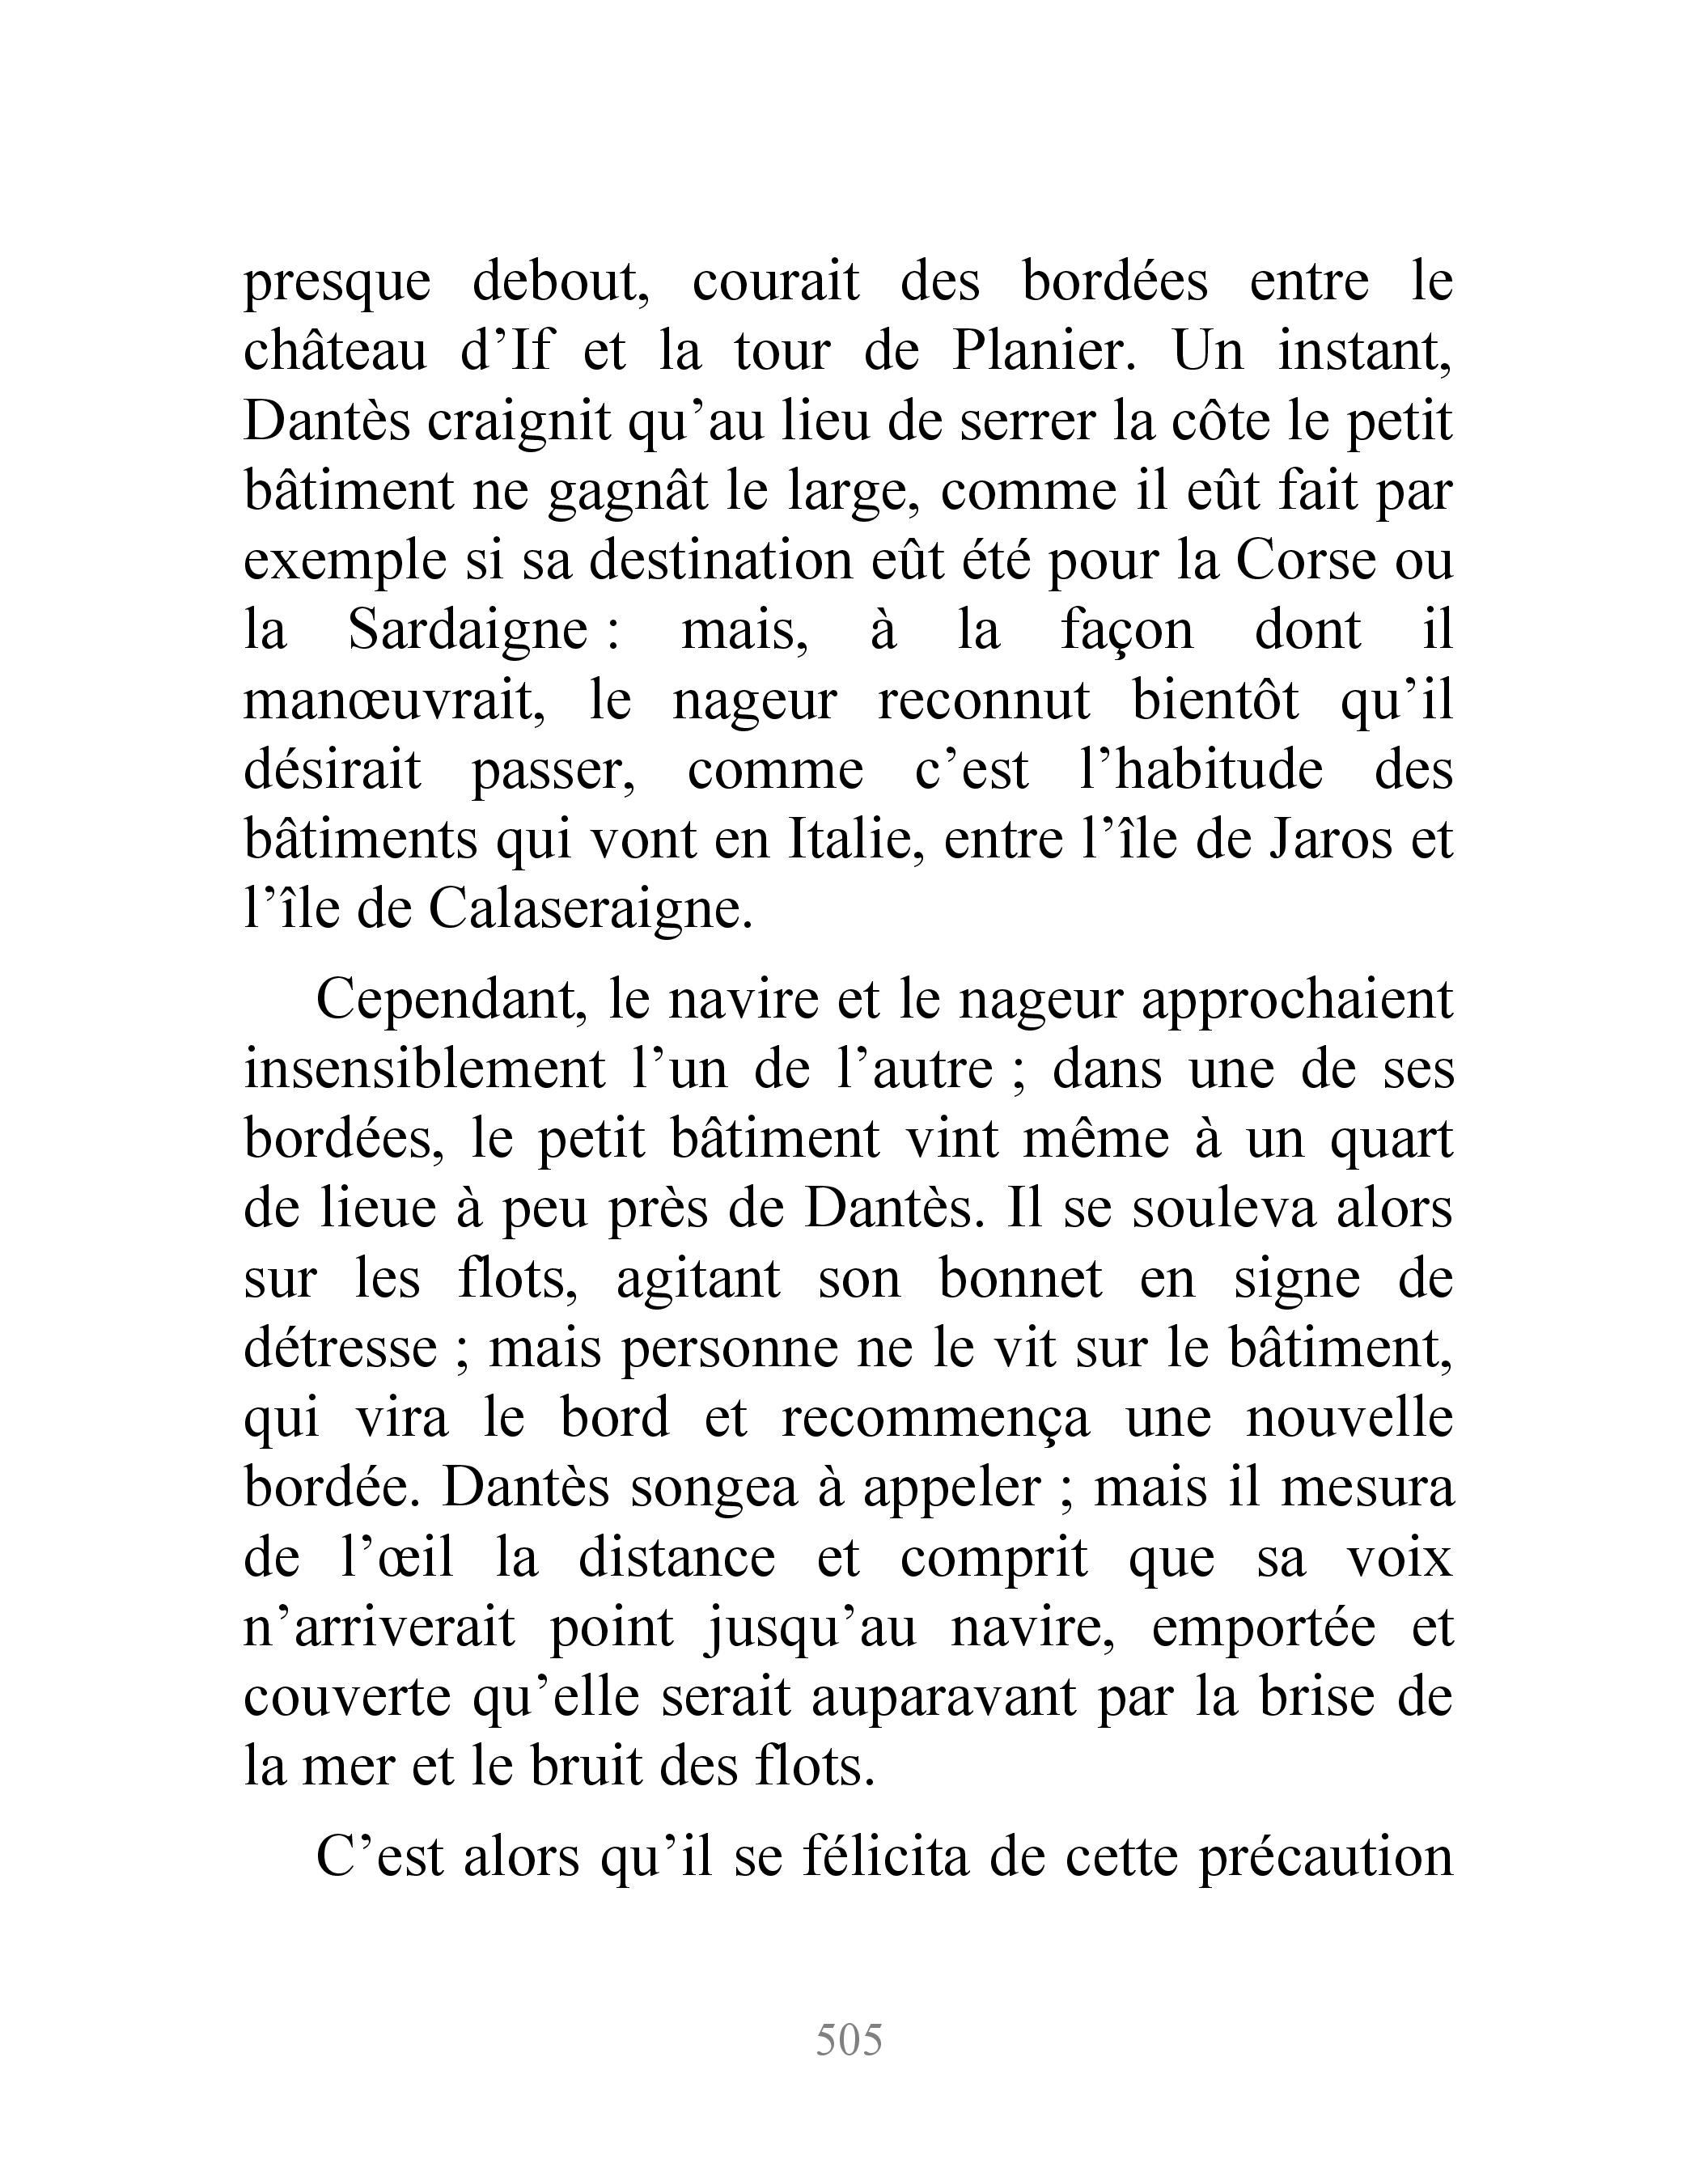 presque debout, courait des bordées entre le
château d’If et la tour de Planier. Un instant,
Dantès craignit qu’au lieu de serrer la côte le petit
bâtiment ne gagnât le large, comme il eût fait par
exemple si sa destination eût été pour la Corse ou
la Sardaigne : mais, à la façon dont il
manœuvrait, le nageur reconnut bientôt qu’il
désirait passer, comme c’est l’habitude des
bâtiments qui vont en Italie, entre l’île de Jaros et
l’île de Calaseraigne.
Cependant, le navire et le nageur approchaient
insensiblement l’un de l’autre ; dans une de ses
bordées, le petit bâtiment vint même à un quart
de lieue à peu près de Dantès. Il se souleva alors
sur les flots, agitant son bonnet en signe de
détresse ; mais personne ne le vit sur le bâtiment,
qui vira le bord et recommença une nouvelle
bordée. Dantès songea à appeler ; mais il mesura
de l’œil la distance et comprit que sa voix
n’arriverait point jusqu’au navire, emportée et
couverte qu’elle serait auparavant par la brise de
la mer et le bruit des flots.
C’est alors qu’il se félicita de cette précaution
505